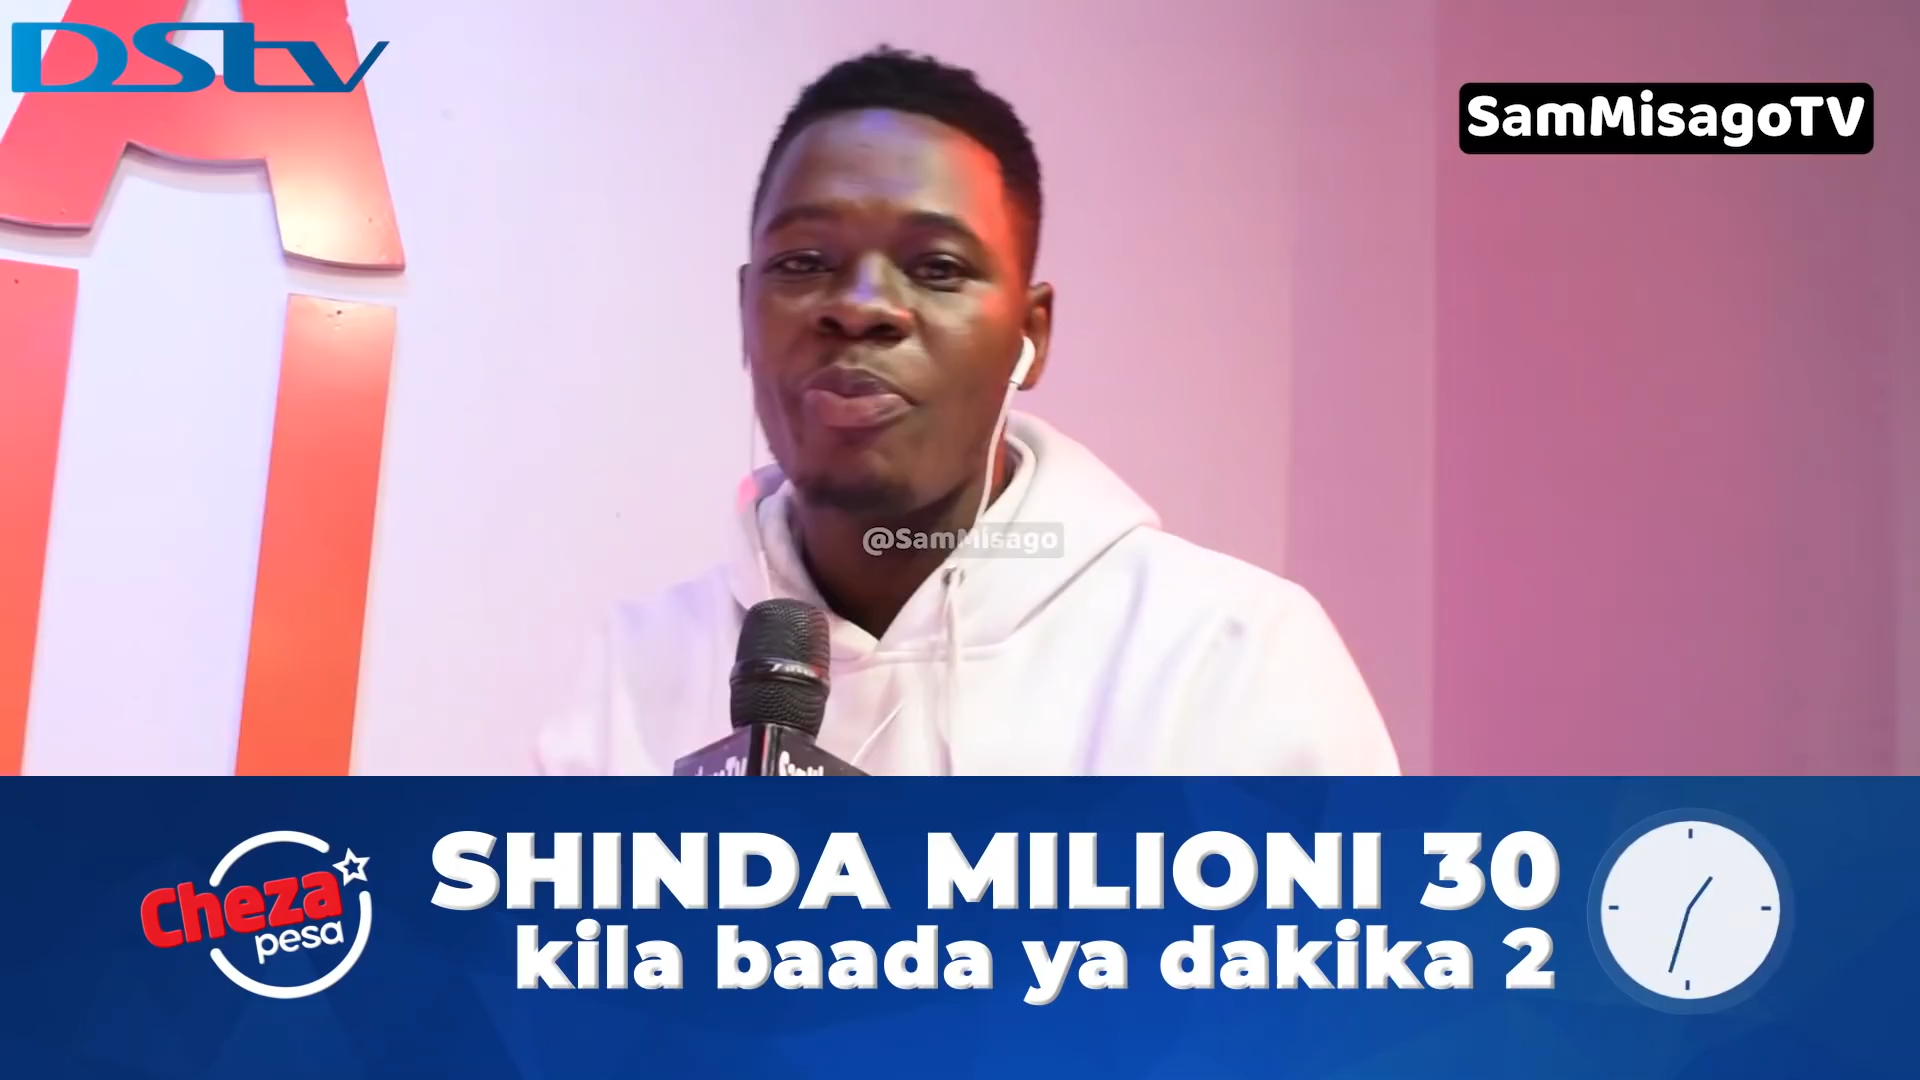 DStv
SamMisagoTV
@SamMisago
SHINDA MILIONI 30
kila baada ya dakika 2
Cheza
pesa